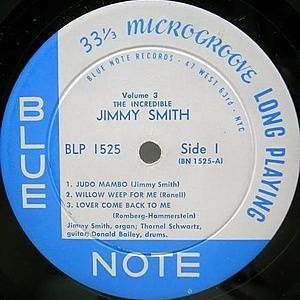 33⅓ MICROGROOVE LONG PLAYING
BLUE NOTE RECORDS • 47 WEST 63rd • NYC
Volume 3
THE INCREDIBLE
JIMMY SMITH
BLP 1525 Side 1
(BN 1525-A)
1. JUDO MAMBO (Jimmy Smith)
2. WILLOW WEEP FOR ME (Ronell)
3. LOVER COME BACK TO ME
(Romberg-Hammerstein)
Jimmy Smith, organ; Thornel Schwartz,
guitar; Donald Bailey, drums.
BLUE
NOTE